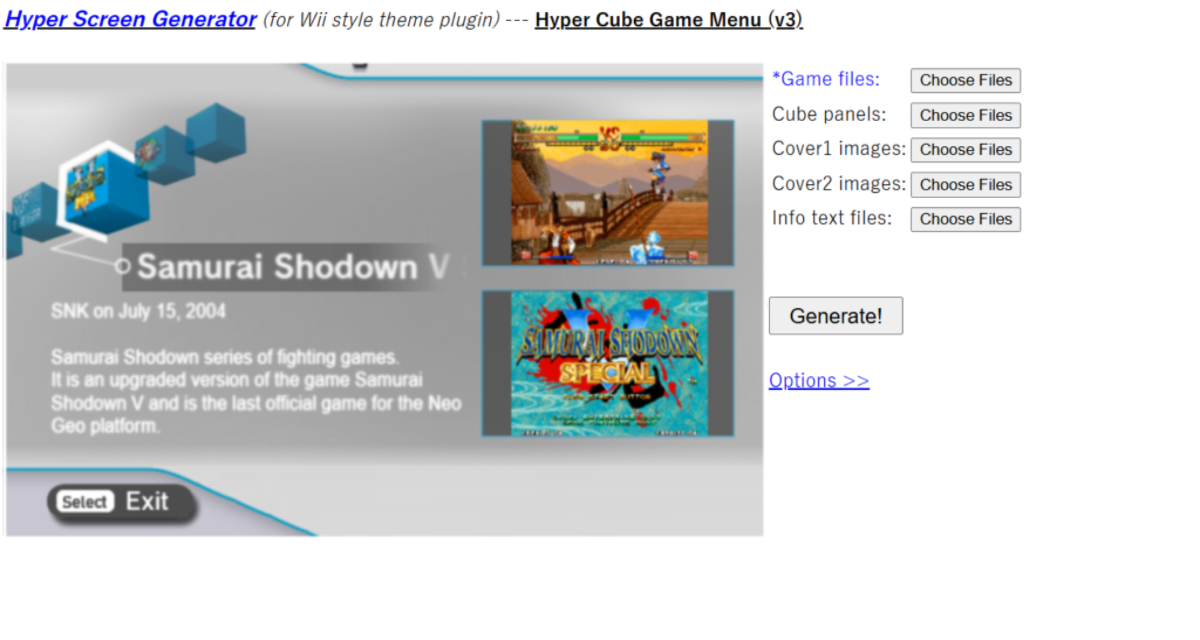 Hyper Screen Generator (for Wii style theme plugin) --- Hyper Cube Game Menu (v3)
*Game files: Choose Files
Cube panels: Choose Files
Cover1 images: Choose Files
Cover2 images: Choose Files
Info text files: Choose Files
Generate!
Options >>
Samurai Shodown V
SNK on July 15, 2004
Samurai Shodown series of fighting games.
It is an upgraded version of the game Samurai
Shodown V and is the last official game for the Neo
Geo platform.
VS
SAMURAI SHODOWN
SPECIAL
Select Exit